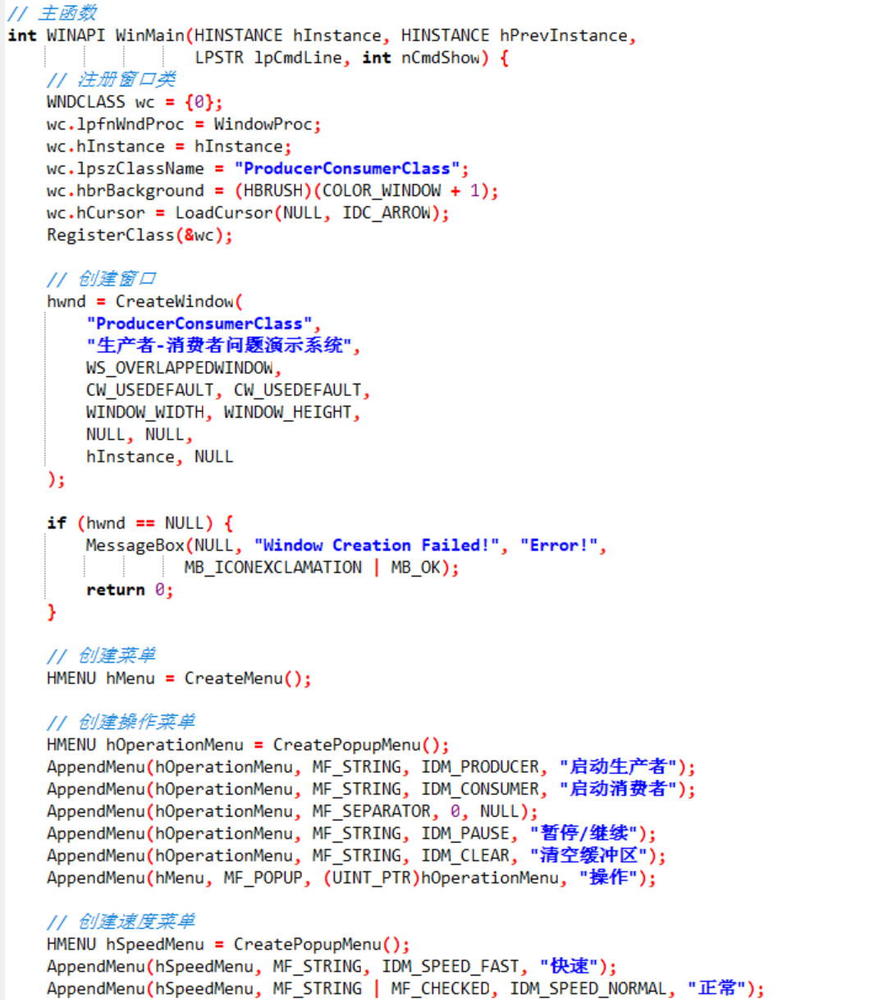 // 主函数
int WINAPI WinMain(HINSTANCE hInstance, HINSTANCE hPrevInstance,
LPSTR lpCmdLine, int nCmdShow) {
// 注册窗口类
WNDCLASS wc = {0};
wc.lpfnWndProc = WindowProc;
wc.hInstance = hInstance;
wc.lpszClassName = "ProducerConsumerClass";
wc.hbrBackground = (HBRUSH)(COLOR_WINDOW + 1);
wc.hCursor = LoadCursor(NULL, IDC_ARROW);
RegisterClass(&wc);
// 创建窗口
hwnd = CreateWindow(
"ProducerConsumerClass",
"生产者-消费者问题演示系统",
WS_OVERLAPPEDWINDOW,
CW_USEDEFAULT, CW_USEDEFAULT,
WINDOW_WIDTH, WINDOW_HEIGHT,
NULL, NULL,
hInstance, NULL
);
if (hwnd == NULL) {
MessageBox(NULL, "Window Creation Failed!", "Error!",
MB_ICONEXCLAMATION | MB_OK);
return 0;
}
// 创建菜单
HMENU hMenu = CreateMenu();
// 创建操作菜单
HMENU hOperationMenu = CreatePopupMenu();
AppendMenu(hOperationMenu, MF_STRING, IDM_PRODUCER, "启动生产者");
AppendMenu(hOperationMenu, MF_STRING, IDM_CONSUMER, "启动消费者");
AppendMenu(hOperationMenu, MF_SEPARATOR, 0, NULL);
AppendMenu(hOperationMenu, MF_STRING, IDM_PAUSE, "暂停/继续");
AppendMenu(hOperationMenu, MF_STRING, IDM_CLEAR, "清空缓冲区");
AppendMenu(hMenu, MF_POPUP, (UINT_PTR)hOperationMenu, "操作");
// 创建速度菜单
HMENU hSpeedMenu = CreatePopupMenu();
AppendMenu(hSpeedMenu, MF_STRING, IDM_SPEED_FAST, "快速");
AppendMenu(hSpeedMenu, MF_STRING | MF_CHECKED, IDM_SPEED_NORMAL, "正常");